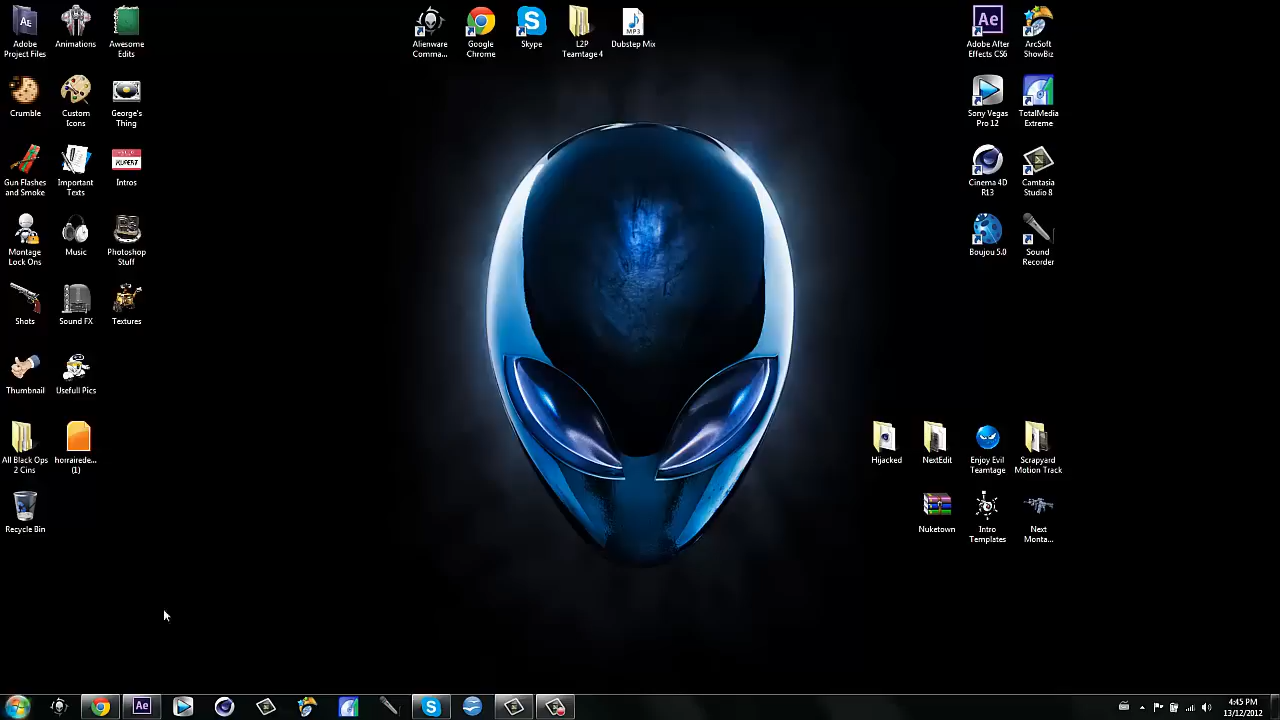 Adobe
Project Files
Animations
Awesome
Edits
Alienware
Comma...
Google
Chrome
Skype
L2P
Teamtage 4
Dubstep Mix
Adobe After
Effects CS6
ArcSoft
ShowBiz
Crumble
Custom
Icons
George's
Thing
Sony Vegas
Pro 12
TotalMedia
Extreme
Gun Flashes
and Smoke
Important
Texts
Intros
Cinema 4D
R13
Camtasia
Studio 8
Montage
Lock Ons
Music
Photoshop
Stuff
Boujou 5.0
Sound
Recorder
Shots
Sound FX
Textures
Thumbnail
Usefull Pics
All Black Ops
2 Cins
horrairede...
(1)
Hijacked
NextEdit
Enjoy Evil
Teamtage
Scrapyard
Motion Track
Recycle Bin
Nuketown
Intro
Templates
Next
Monta...
4:45 PM
13/12/2012